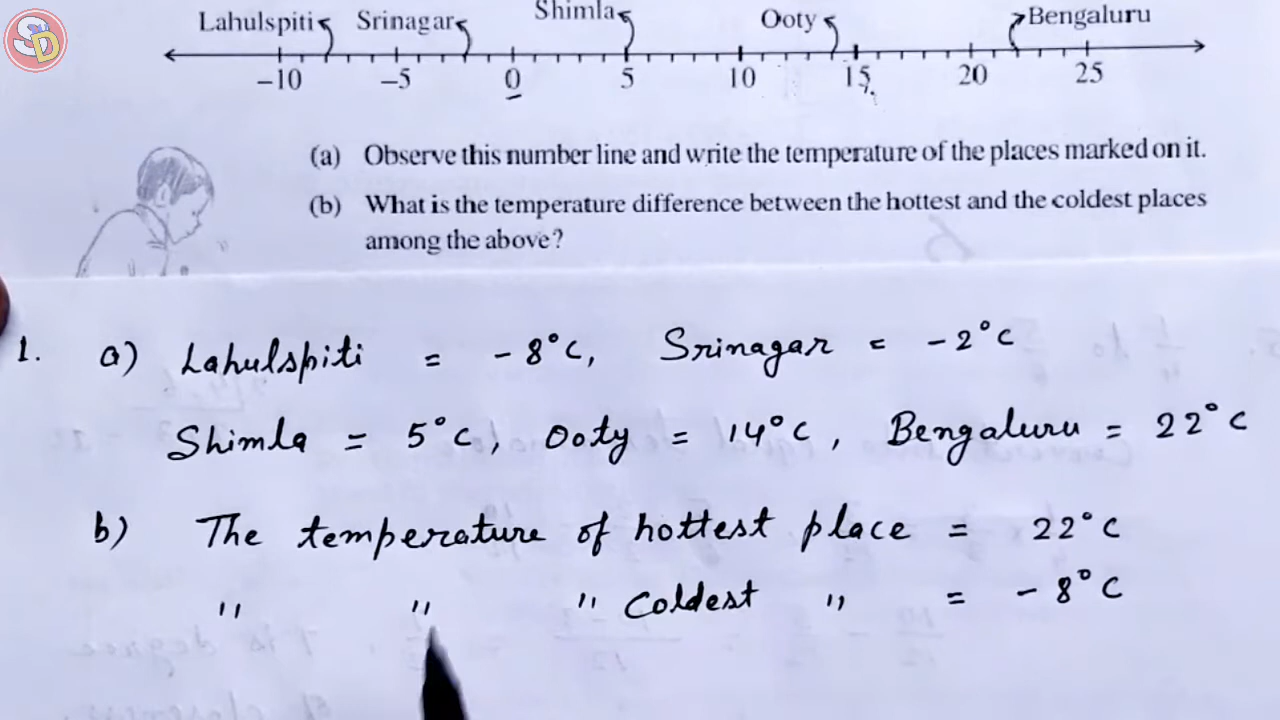 SD
Lahulspiti Srinagar Shimla Ooty Bengaluru
–10 –5 0 5 10 15 20 25
(a) Observe this number line and write the temperature of the places marked on it.
(b) What is the temperature difference between the hottest and the coldest places
among the above?
1. a) Lahulspiti = -8°C, Srinagar = -2°C
Shimla = 5°C, Ooty = 14°C, Bengaluru = 22°C
b) The temperature of hottest place = 22°C
" " " Coldest " = -8°C